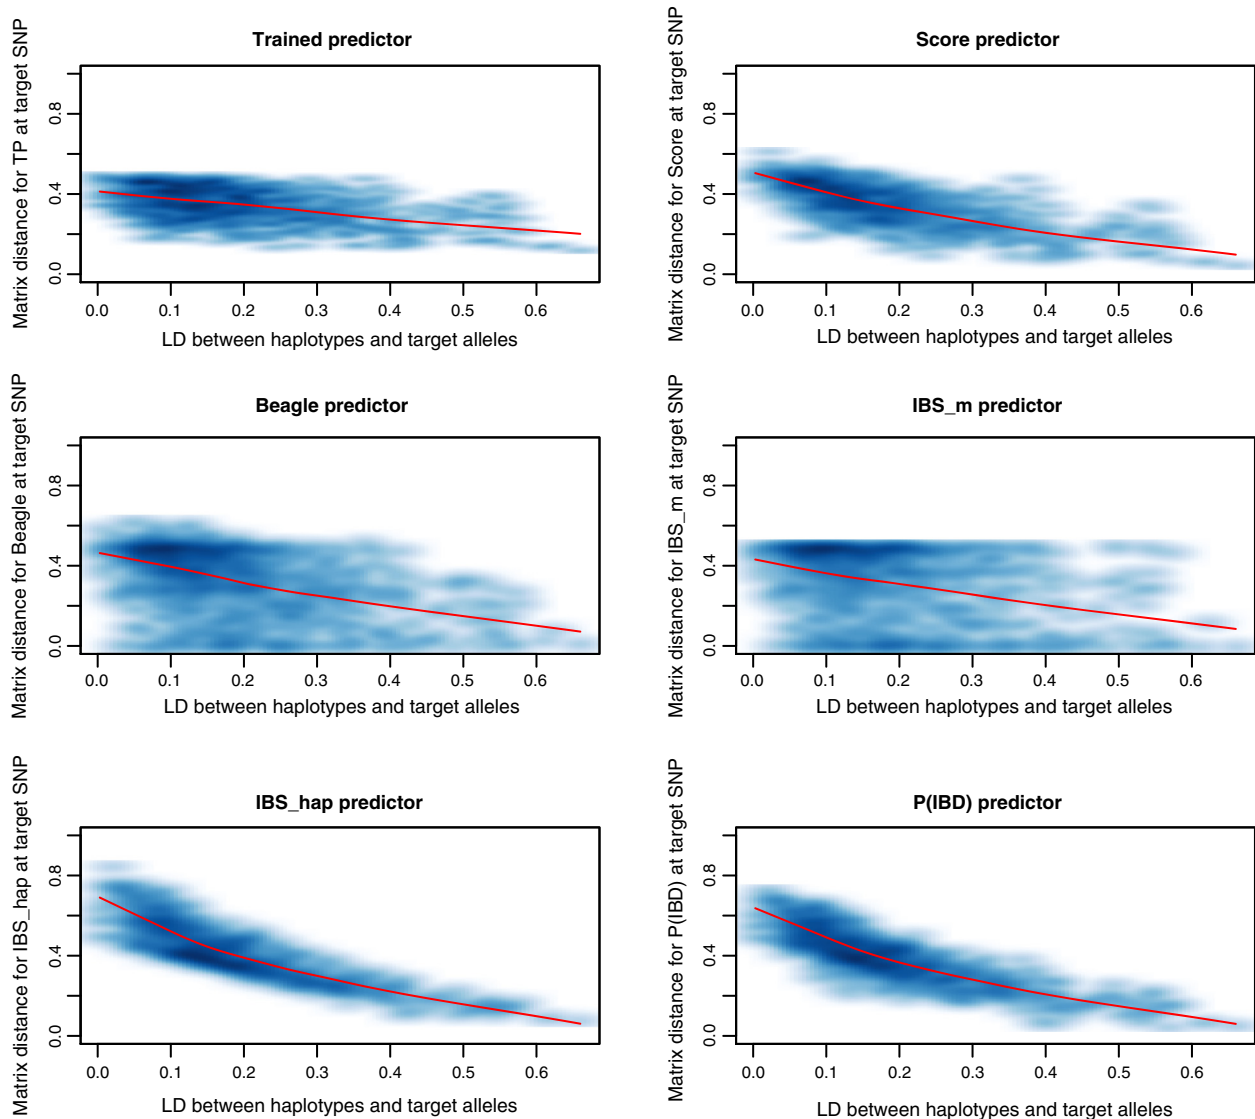 Trained predictor
Matrix distance for TP at target SNP
0.8
0.4
0.0
0.0 0.1 0.2 0.3 0.4 0.5 0.6
LD between haplotypes and target alleles
Score predictor
Matrix distance for Score at target SNP
0.8
0.4
0.0
0.0 0.1 0.2 0.3 0.4 0.5 0.6
LD between haplotypes and target alleles
Beagle predictor
Matrix distance for Beagle at target SNP
0.8
0.4
0.0
0.0 0.1 0.2 0.3 0.4 0.5 0.6
LD between haplotypes and target alleles
IBS_m predictor
Matrix distance for IBS_m at target SNP
0.8
0.4
0.0
0.0 0.1 0.2 0.3 0.4 0.5 0.6
LD between haplotypes and target alleles
IBS_hap predictor
Matrix distance for IBS_hap at target SNP
0.8
0.4
0.0
0.0 0.1 0.2 0.3 0.4 0.5 0.6
LD between haplotypes and target alleles
P(IBD) predictor
Matrix distance for P(IBD) at target SNP
0.8
0.4
0.0
0.0 0.1 0.2 0.3 0.4 0.5 0.6
LD between haplotypes and target alleles